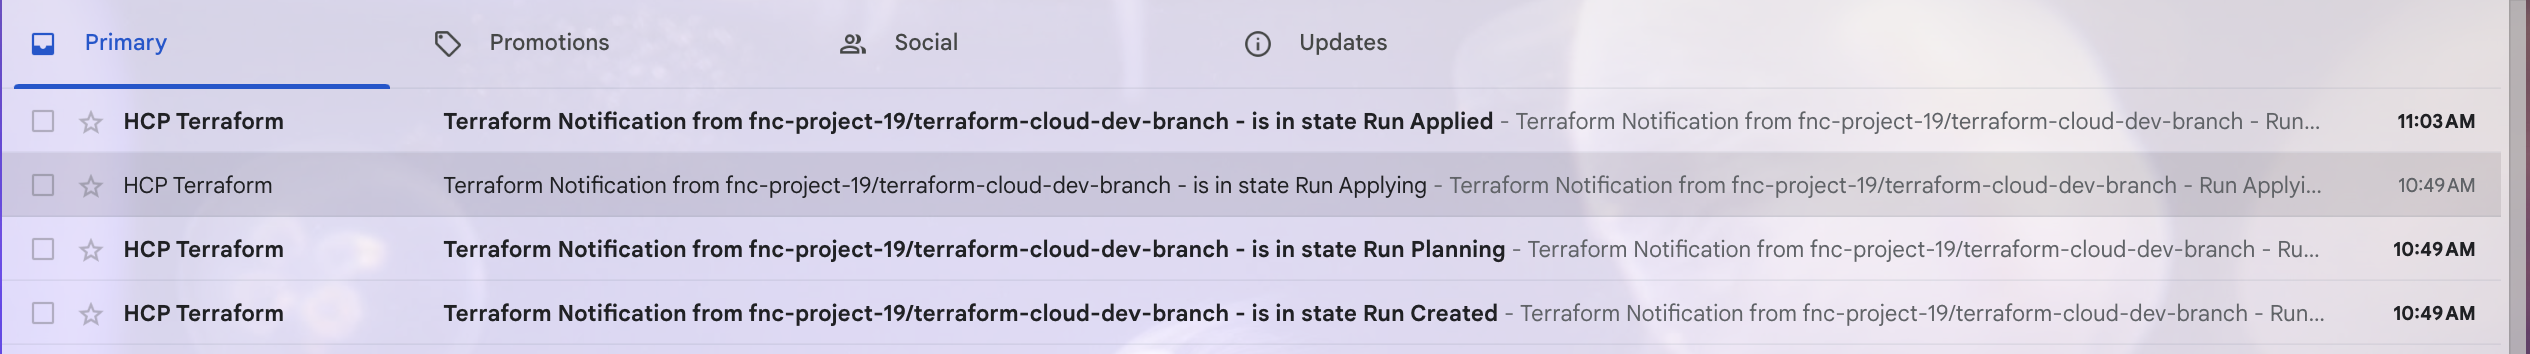 Primary Promotions Social Updates
HCP Terraform Terraform Notification from fnc-project-19/terraform-cloud-dev-branch - is in state Run Applied - Terraform Notification from fnc-project-19/terraform-cloud-dev-branch - Run... 11:03 AM
HCP Terraform Terraform Notification from fnc-project-19/terraform-cloud-dev-branch - is in state Run Applying - Terraform Notification from fnc-project-19/terraform-cloud-dev-branch - Run Applyi... 10:49 AM
HCP Terraform Terraform Notification from fnc-project-19/terraform-cloud-dev-branch - is in state Run Planning - Terraform Notification from fnc-project-19/terraform-cloud-dev-branch - Ru... 10:49 AM
HCP Terraform Terraform Notification from fnc-project-19/terraform-cloud-dev-branch - is in state Run Created - Terraform Notification from fnc-project-19/terraform-cloud-dev-branch - Run... 10:49 AM